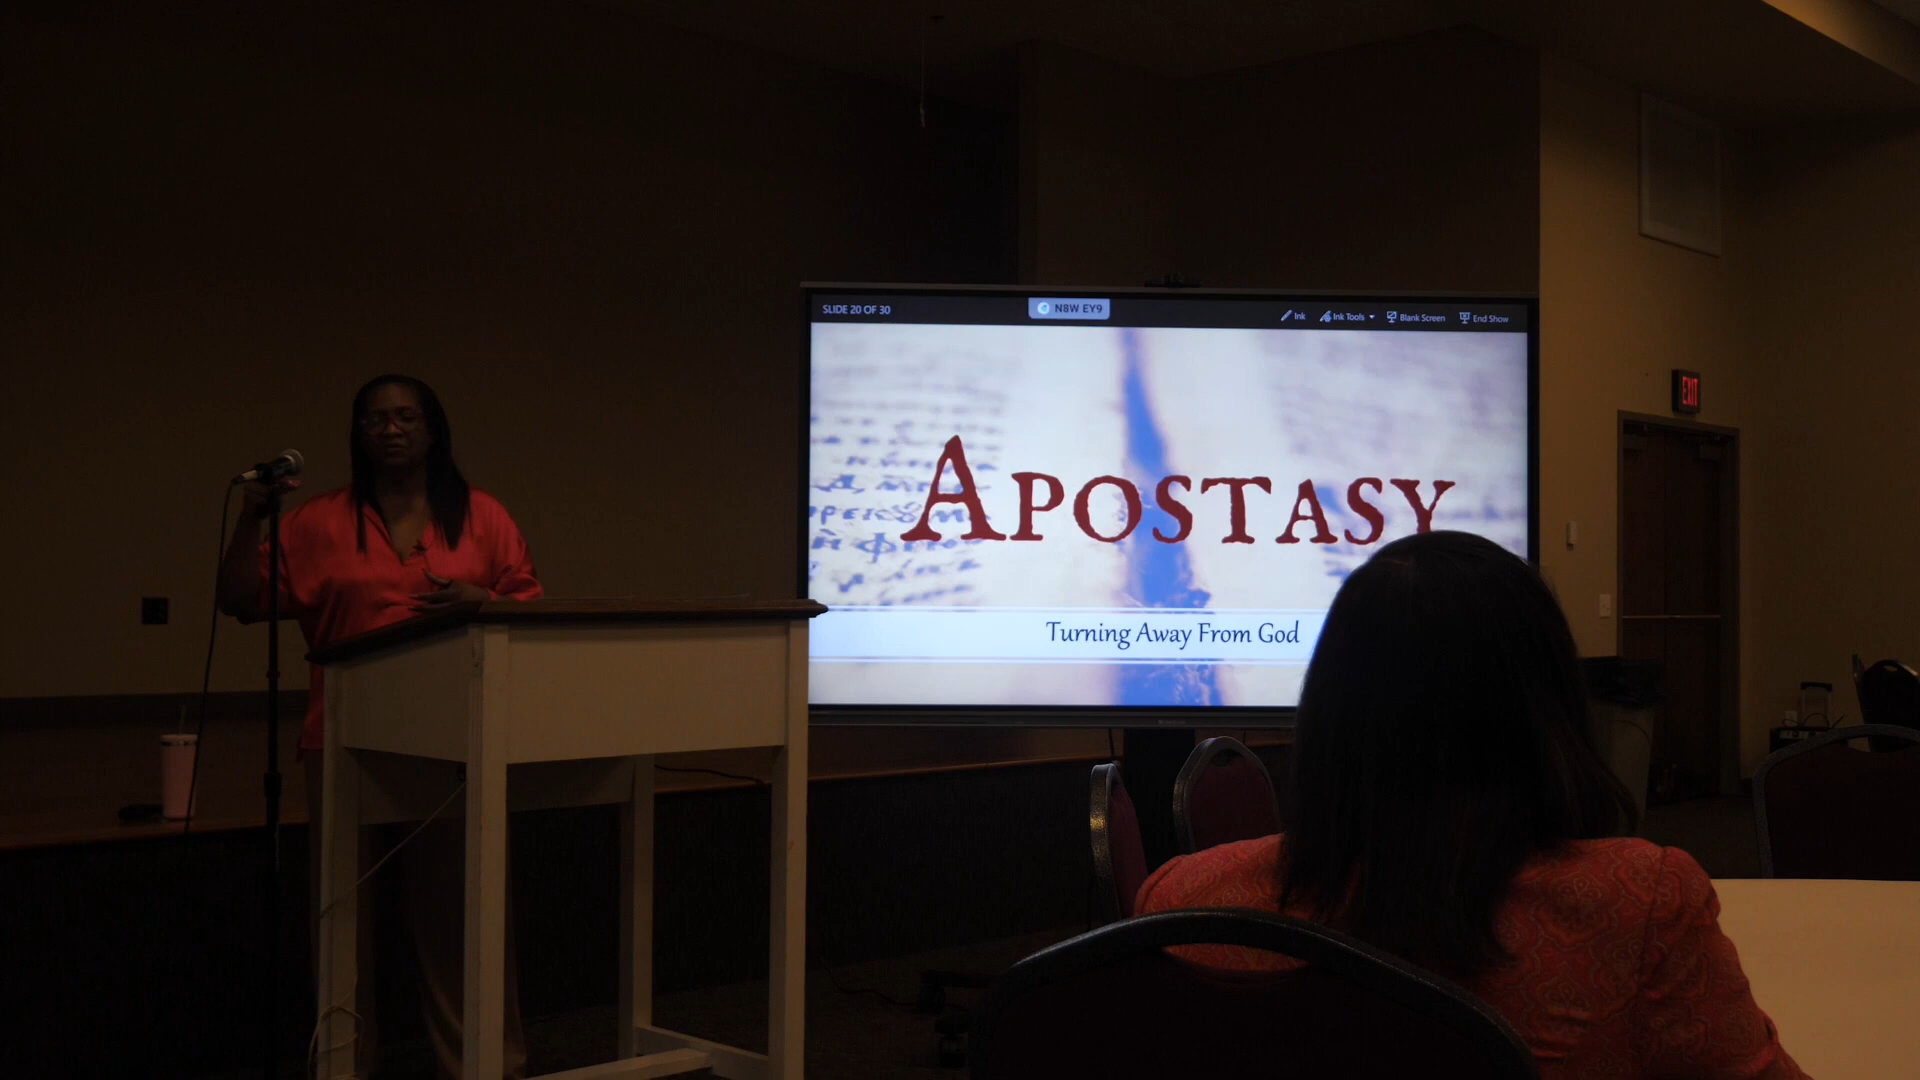 SLIDE 20 OF 30
N8W EY9
Ink
Ink Tools
Blank Screen
End Show
EXIT
APOSTASY
Turning Away From God